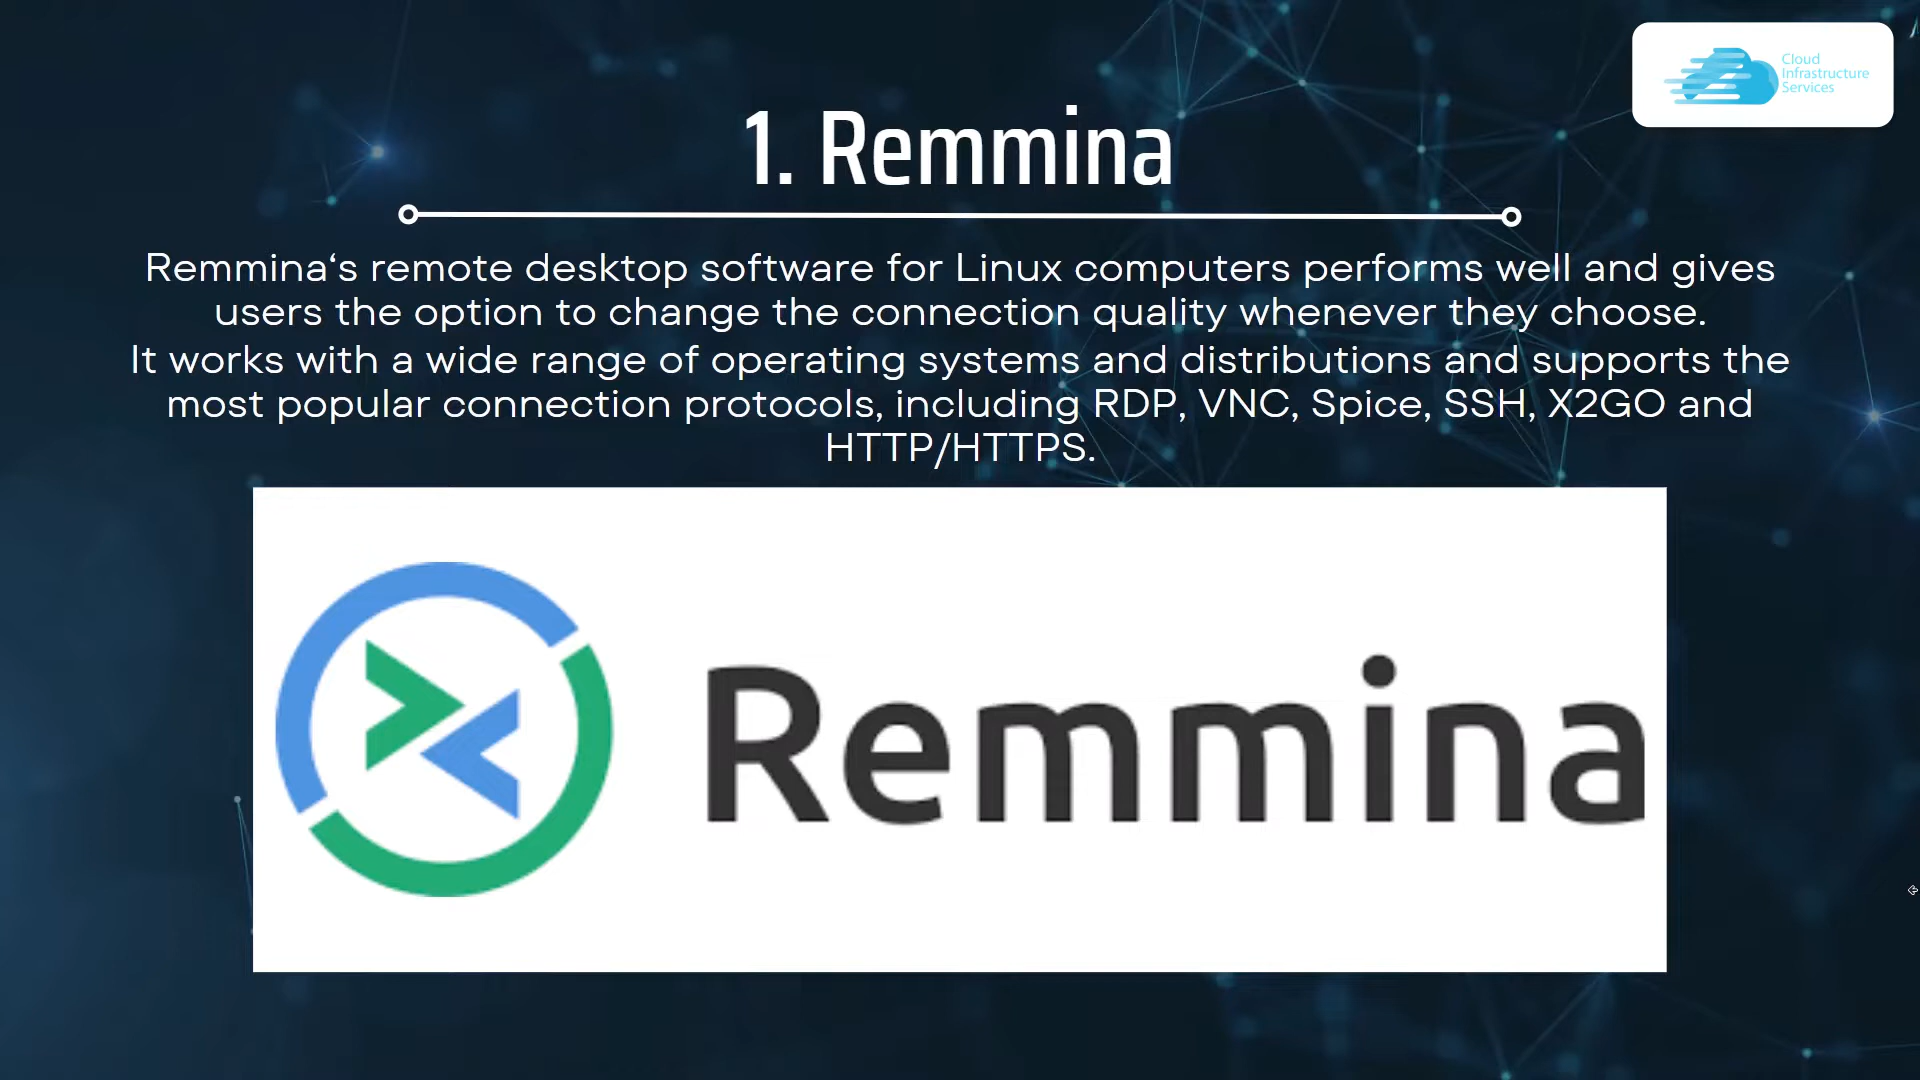 Cloud
Infrastructure
Services
1. Remmina
Remmina‘s remote desktop software for Linux computers performs well and gives
users the option to change the connection quality whenever they choose.
It works with a wide range of operating systems and distributions and supports the
most popular connection protocols, including RDP, VNC, Spice, SSH, X2GO and
HTTP/HTTPS.
Remmina